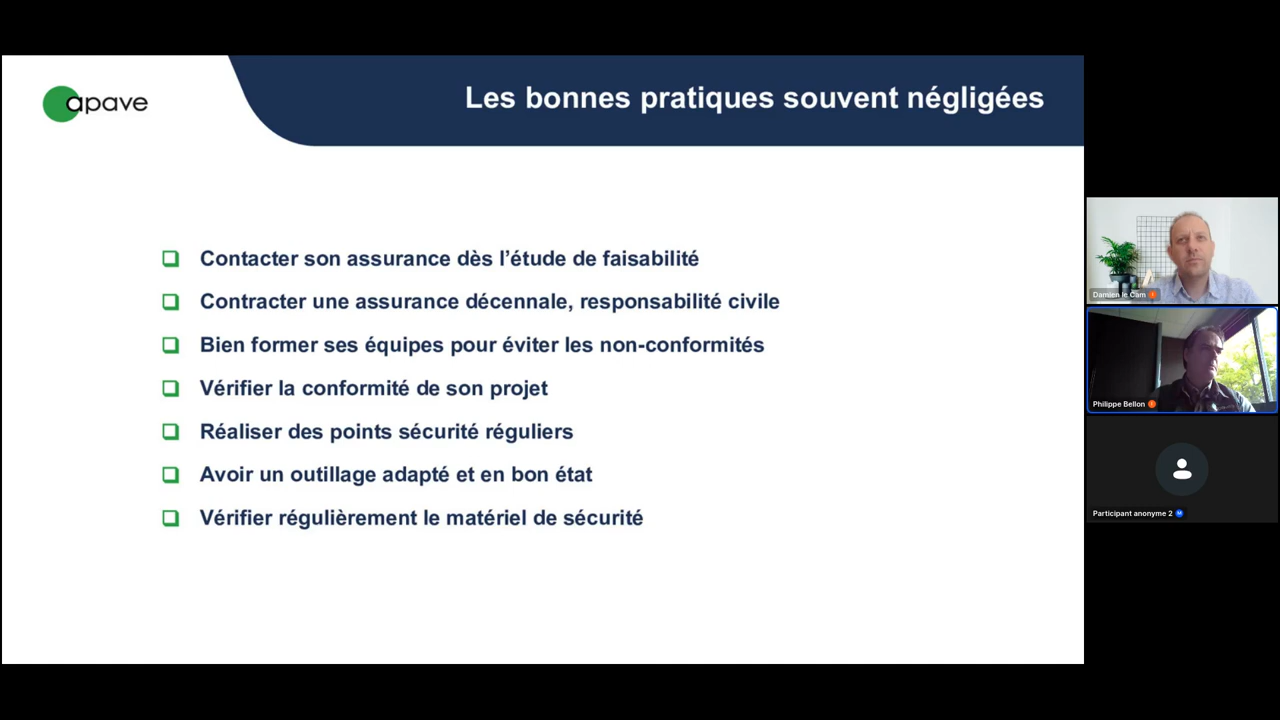 apave
Les bonnes pratiques souvent négligées
Contacter son assurance dès l’étude de faisabilité
Contracter une assurance décennale, responsabilité civile
Bien former ses équipes pour éviter les non-conformités
Vérifier la conformité de son projet
Réaliser des points sécurité réguliers
Avoir un outillage adapté et en bon état
Vérifier régulièrement le matériel de sécurité
Damien le Cam
Philippe Bellon
Participant anonyme 2